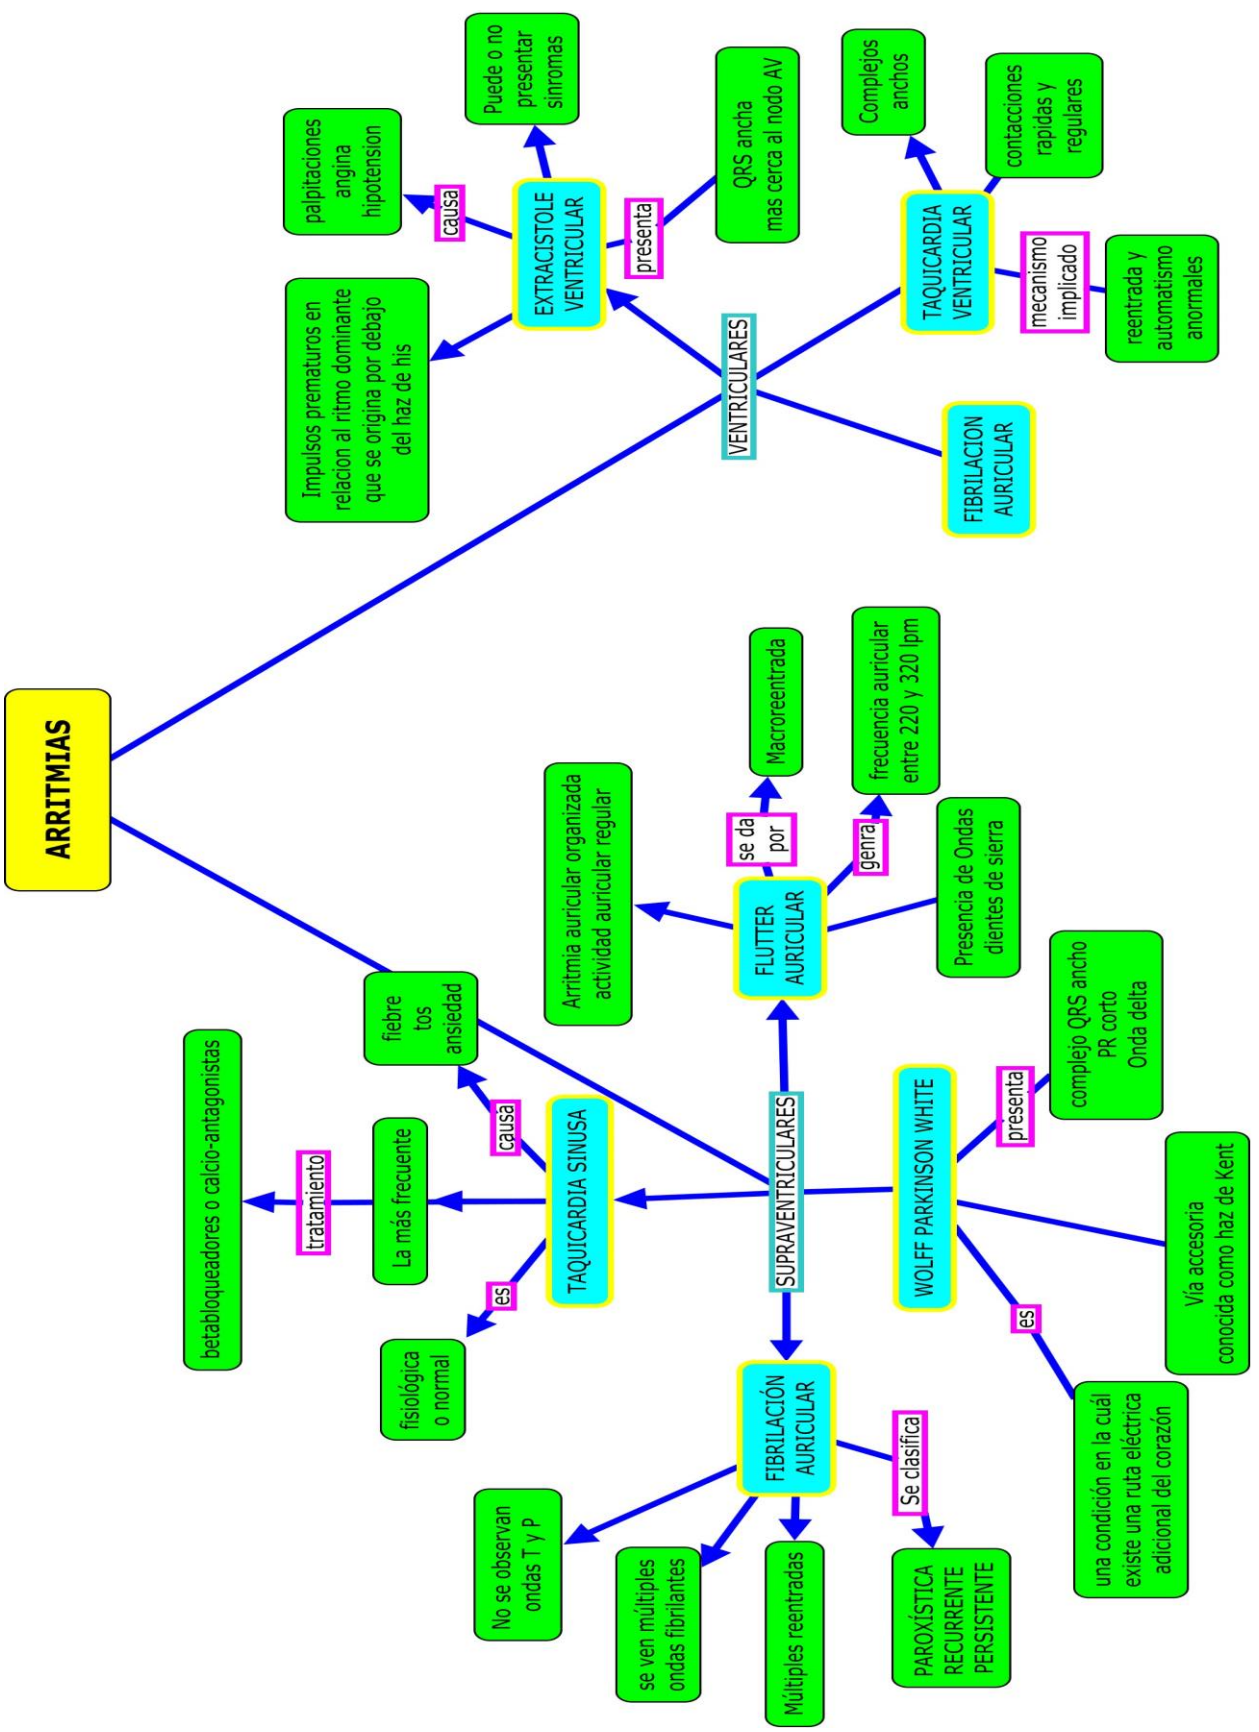 ARRITMIAS
betabloqueadores o calcio-antagonistas
tratamiento
La más frecuente
fisiológica
o normal
es
fiebre
tos
ansiedad
causa
TAQUICARDIA SINUSA
SUPRAVENTRICULARES
FIBRILACIÓN
AURICULAR
No se observan
ondas T y P
se ven múltiples
ondas fibrilantes
Múltiples reentradas
Se clasifica
PAROXÍSTICA
RECURRENTE
PERSISTENTE
WOLFF PARKINSON WHITE
es
una condición en la cuál
existe una ruta eléctrica
adicional del corazón
Vía accesoria
conocida como haz de Kent
presenta
complejo QRS ancho
PR corto
Onda delta
FLUTTER
AURICULAR
Arritmia auricular organizada
actividad auricular regular
se da
por
Macroreentrada
genra
frecuencia auricular
entre 220 y 320 lpm
Presencia de Ondas
dientes de sierra
VENTRICULARES
EXTRACISTOLE
VENTRICULAR
Impulsos prematuros en
relacion al ritmo dominante
que se origina por debajo
del haz de his
causa
palpitaciones
angina
hipotension
Puede o no
presentar
sinromas
presenta
QRS ancha
mas cerca al nodo AV
FIBRILACION
AURICULAR
TAQUICARDIA
VENTRICULAR
Complejos
anchos
contacciones
rapidas y
regulares
mecanismo
implicado
reentrada y
automatismo
anormales